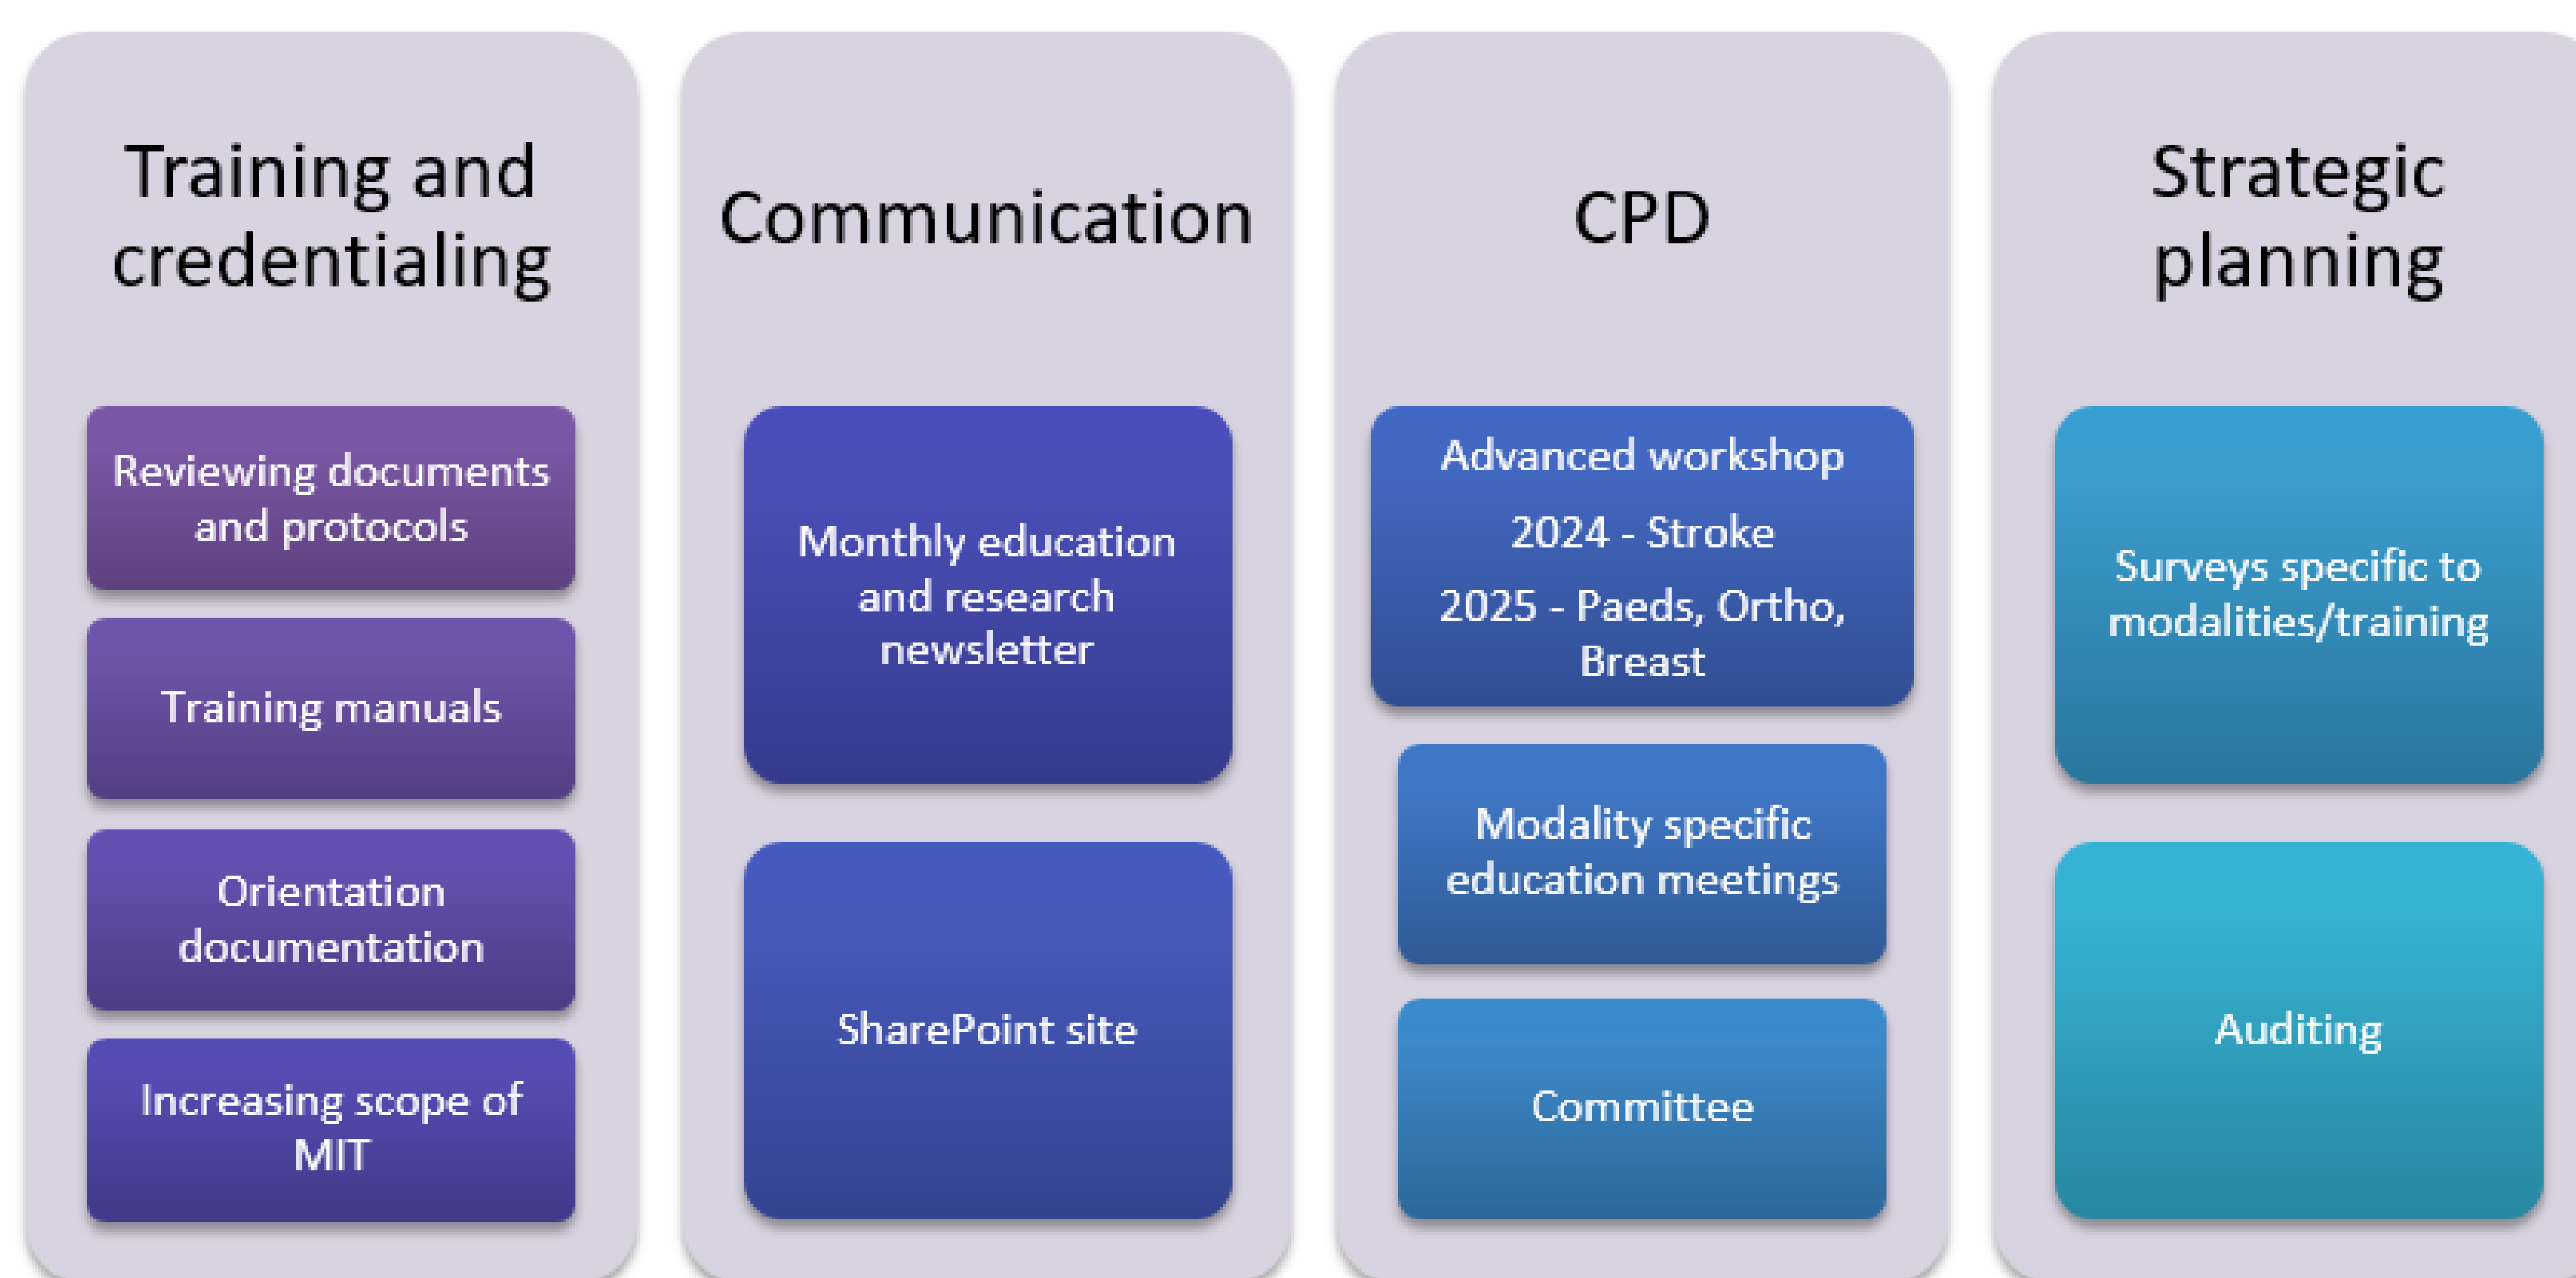 Training and
credentialing
Reviewing documents
and protocols
Training manuals
Orientation
documentation
Increasing scope of
MIT
Communication
Monthly education
and research
newsletter
SharePoint site
CPD
Advanced workshop
2024 - Stroke
2025 - Paeds, Ortho,
Breast
Modality specific
education meetings
Committee
Strategic
planning
Surveys specific to
modalities/training
Auditing